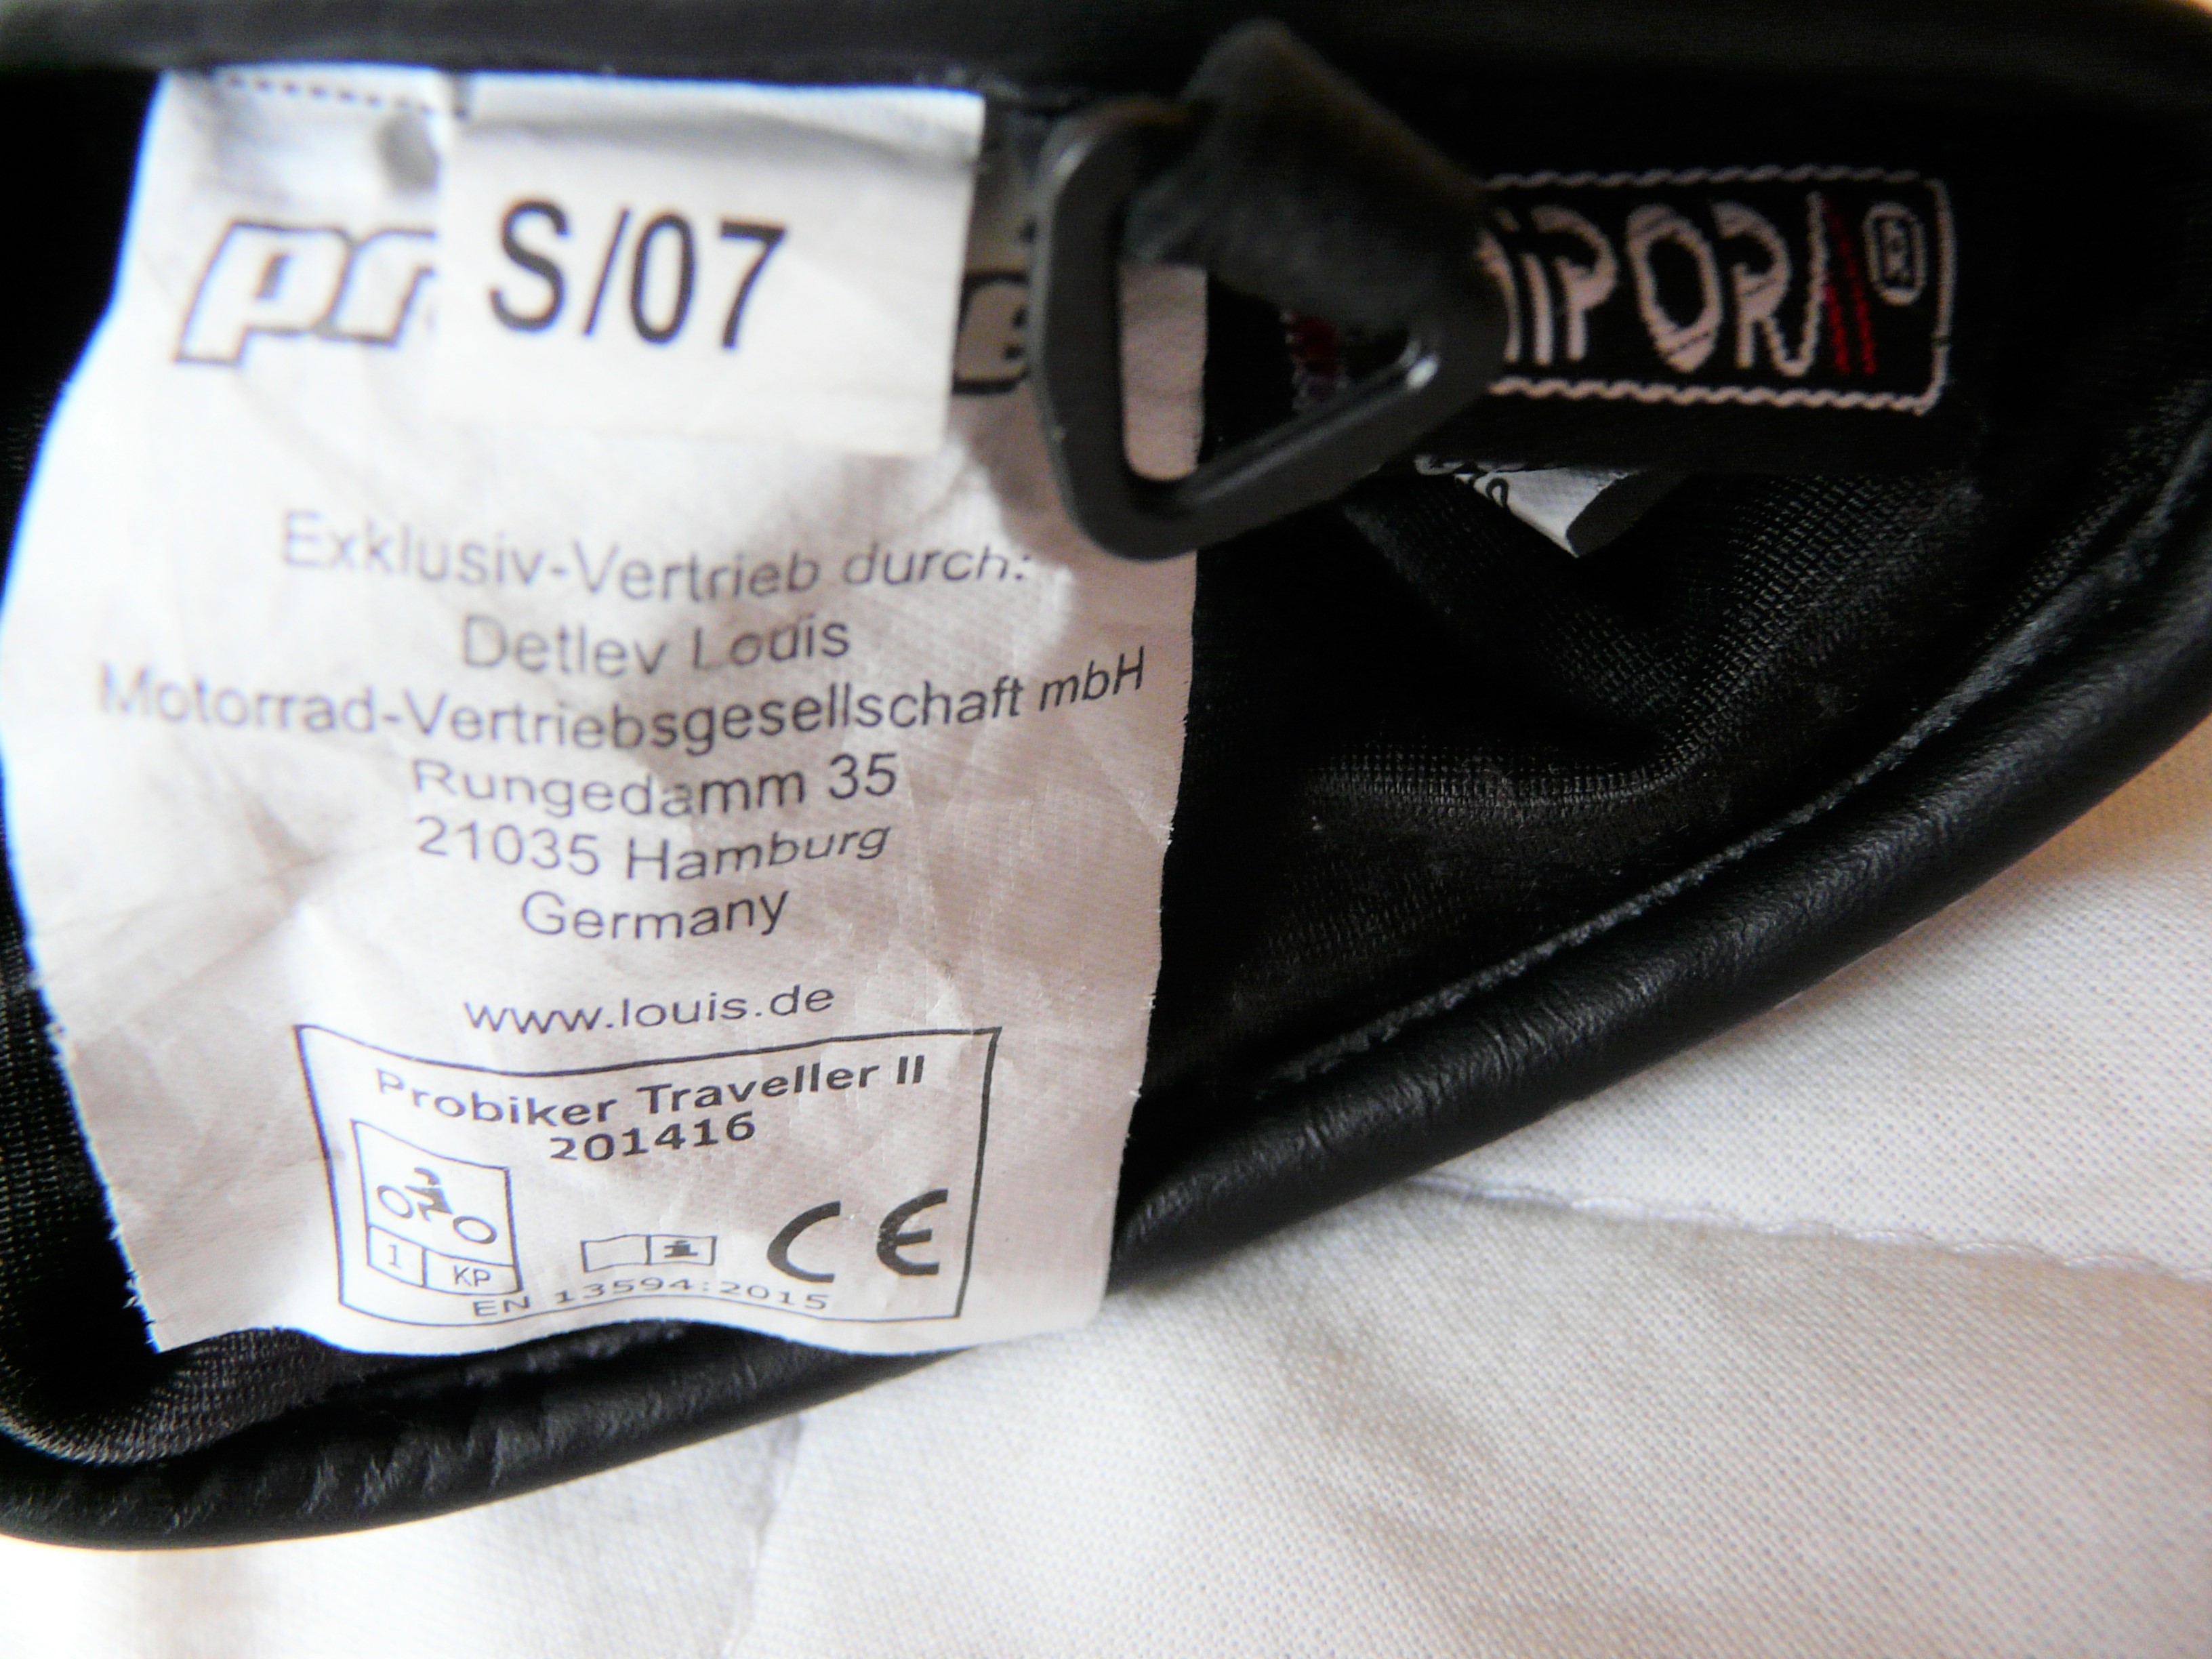 S/07
Exklusiv-Vertrieb durch:
Detlev Louis
Motorrad-Vertriebsgesellschaft mbH
Rungedamm 35
21035 Hamburg
Germany
www.louis.de
Probiker Traveller II
201416
1 KP
i
CE
EN 13594:2015